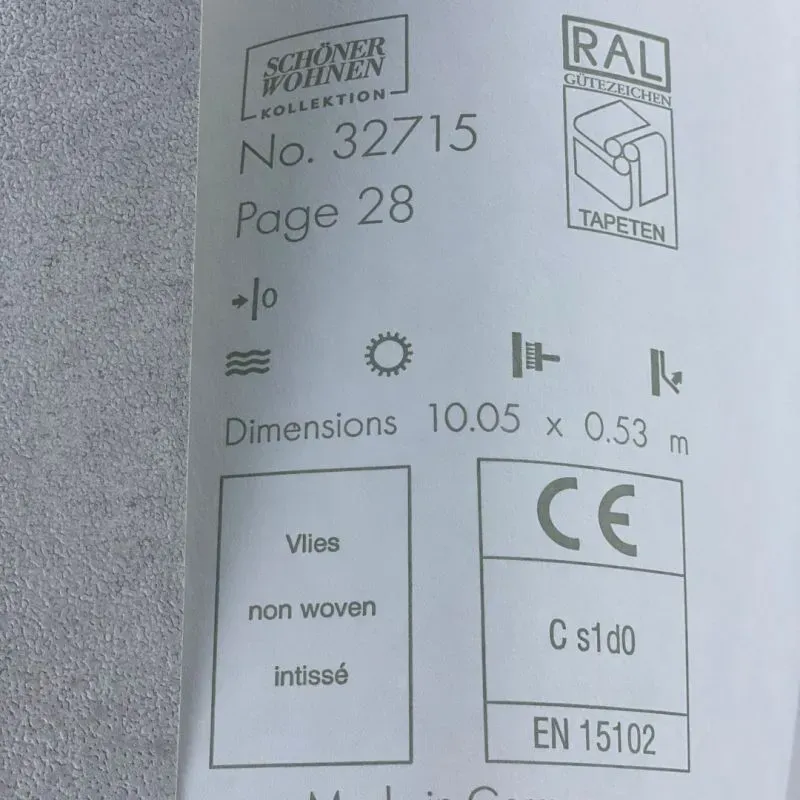 SCHÖNER
WOHNEN
KOLLEKTION
RAL
GÜTEZEICHEN
TAPETEN
No. 32715
Page 28
0
Dimensions 10.05 x 0.53 m
Vlies
non woven
intissé
CE
C s1d0
EN 15102